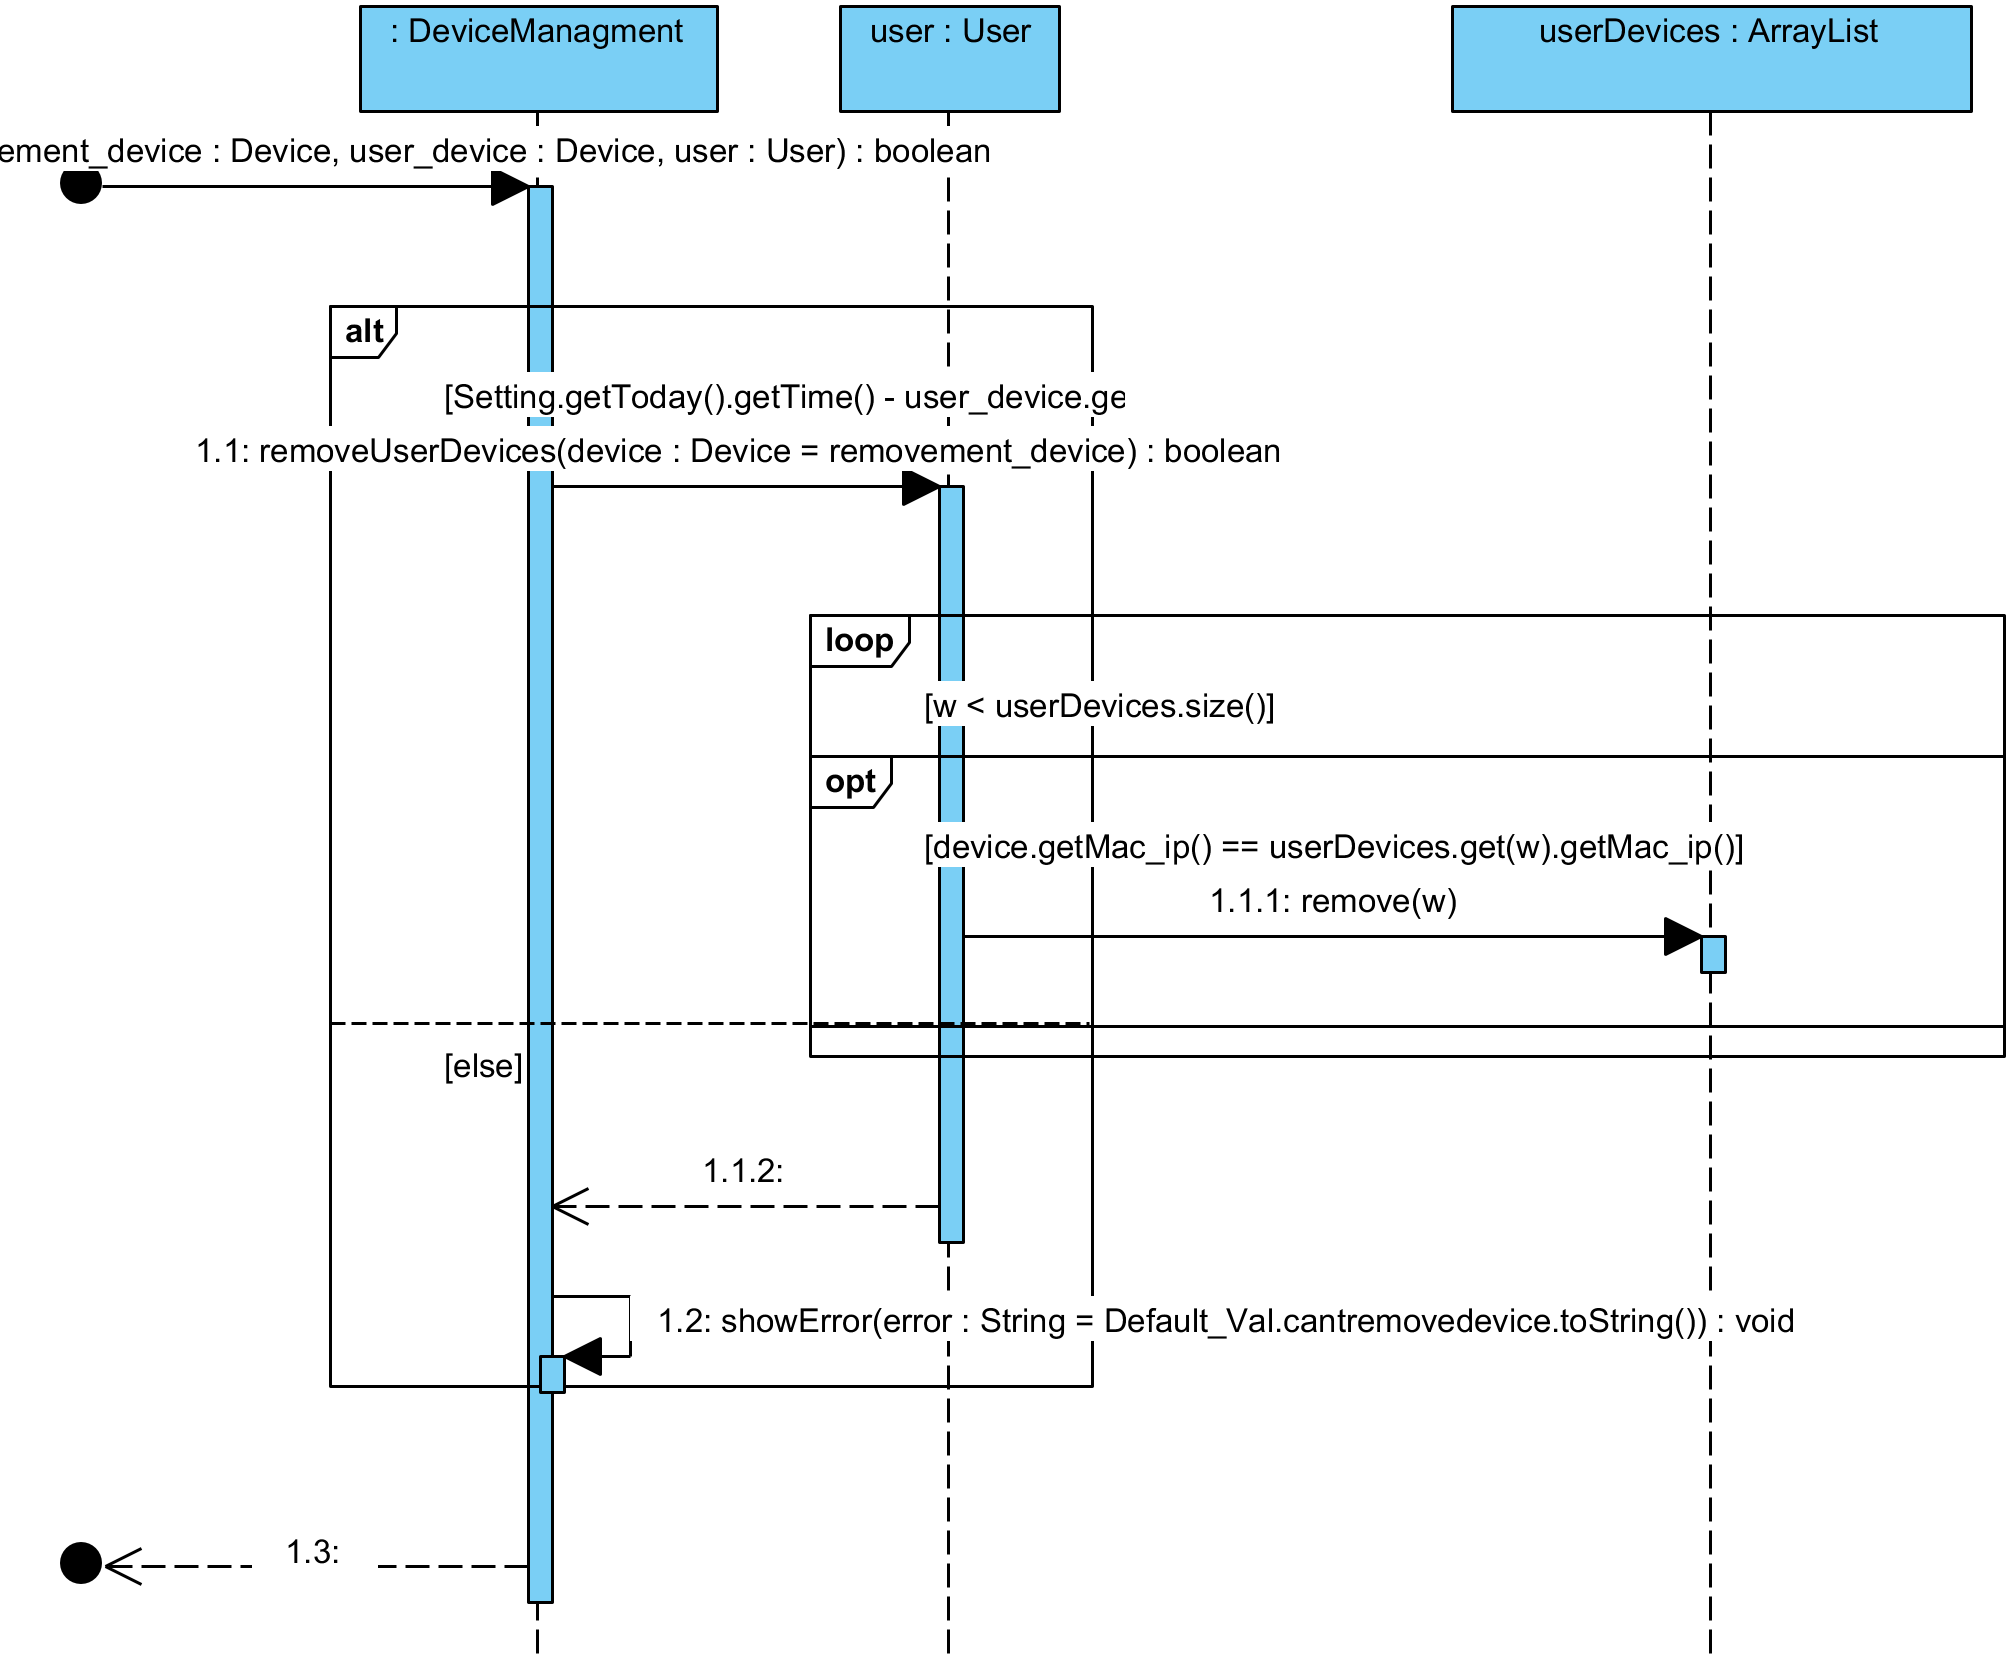 : DeviceManagment
user : User
userDevices : ArrayList
ement_device : Device, user_device : Device, user : User) : boolean
alt
[Setting.getToday().getTime() - user_device.ge
1.1: removeUserDevices(device : Device = removement_device) : boolean
loop
[w < userDevices.size()]
opt
[device.getMac_ip() == userDevices.get(w).getMac_ip()]
1.1.1: remove(w)
[else]
1.1.2:
1.2: showError(error : String = Default_Val.cantremovedevice.toString()) : void
1.3: